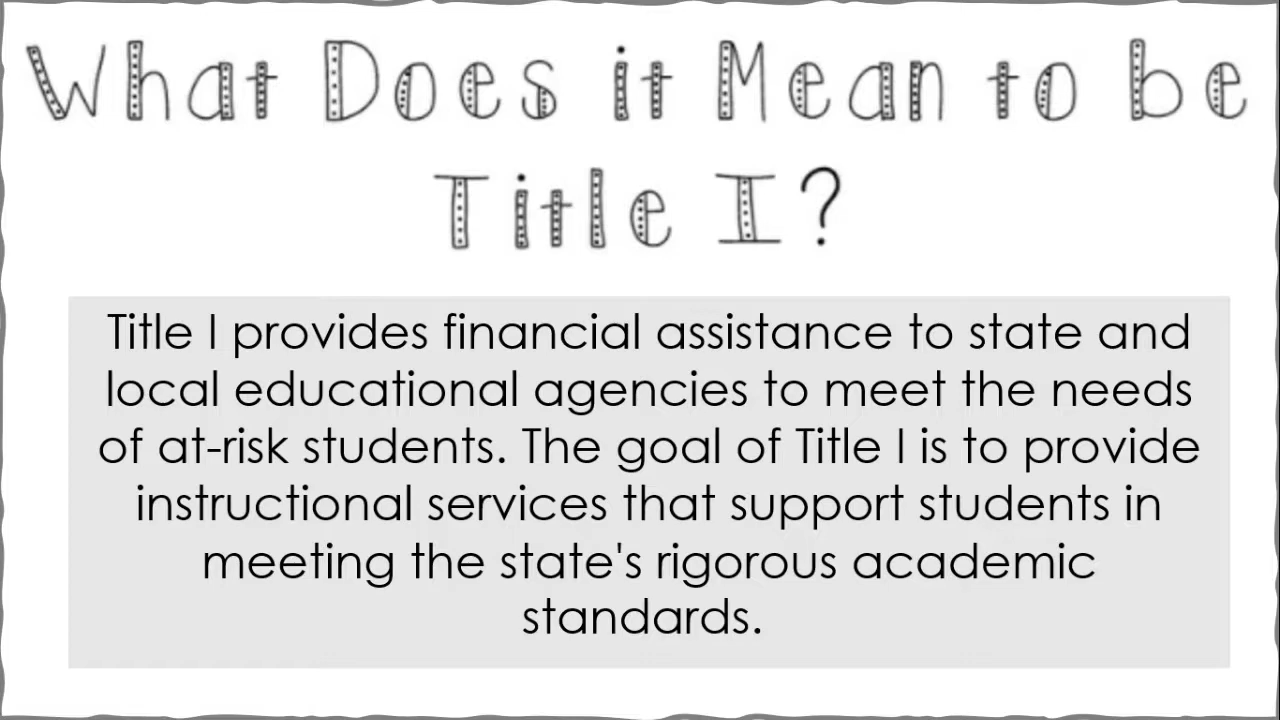 What Does it Mean to be
Title I?
Title I provides financial assistance to state and
local educational agencies to meet the needs
of at-risk students. The goal of Title I is to provide
instructional services that support students in
meeting the state's rigorous academic
standards.